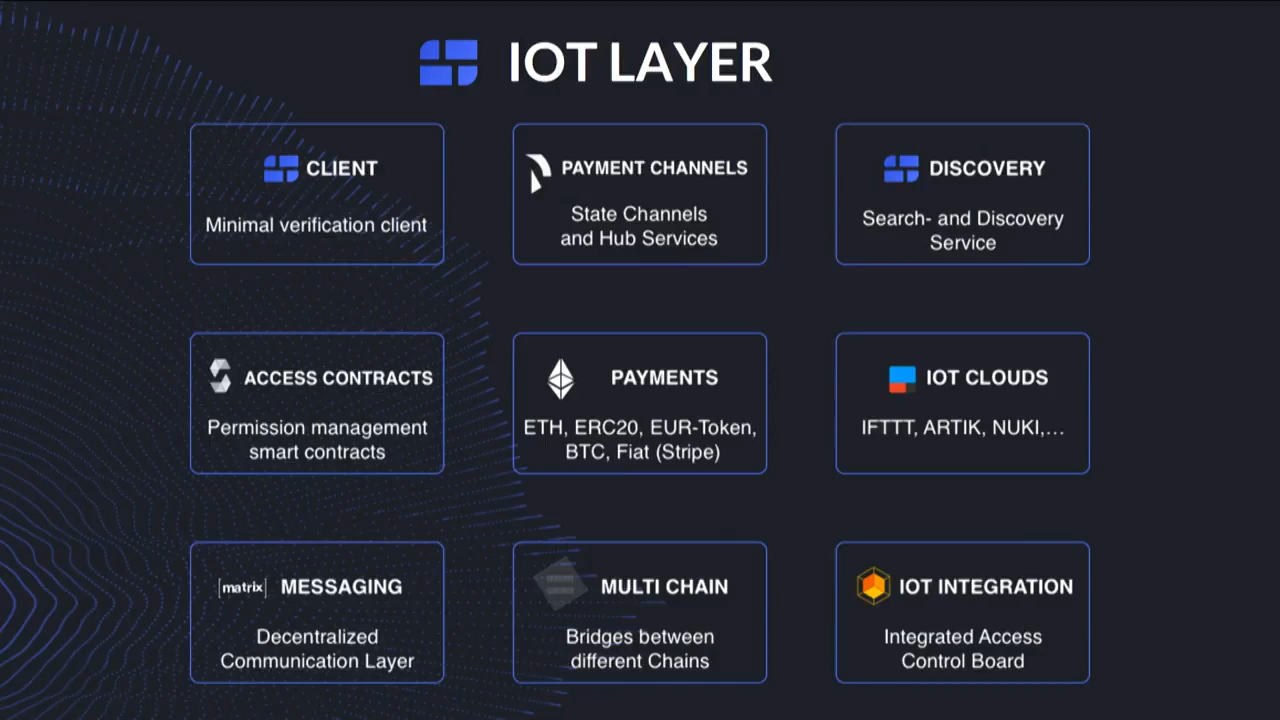 IOT LAYER
CLIENT
Minimal verification client
PAYMENT CHANNELS
State Channels
and Hub Services
DISCOVERY
Search- and Discovery
Service
ACCESS CONTRACTS
Permission management
smart contracts
PAYMENTS
ETH, ERC20, EUR-Token,
BTC, Fiat (Stripe)
IOT CLOUDS
IFTTT, ARTIK, NUKI,...
[matrix] MESSAGING
Decentralized
Communication Layer
MULTI CHAIN
Bridges between
different Chains
IOT INTEGRATION
Integrated Access
Control Board